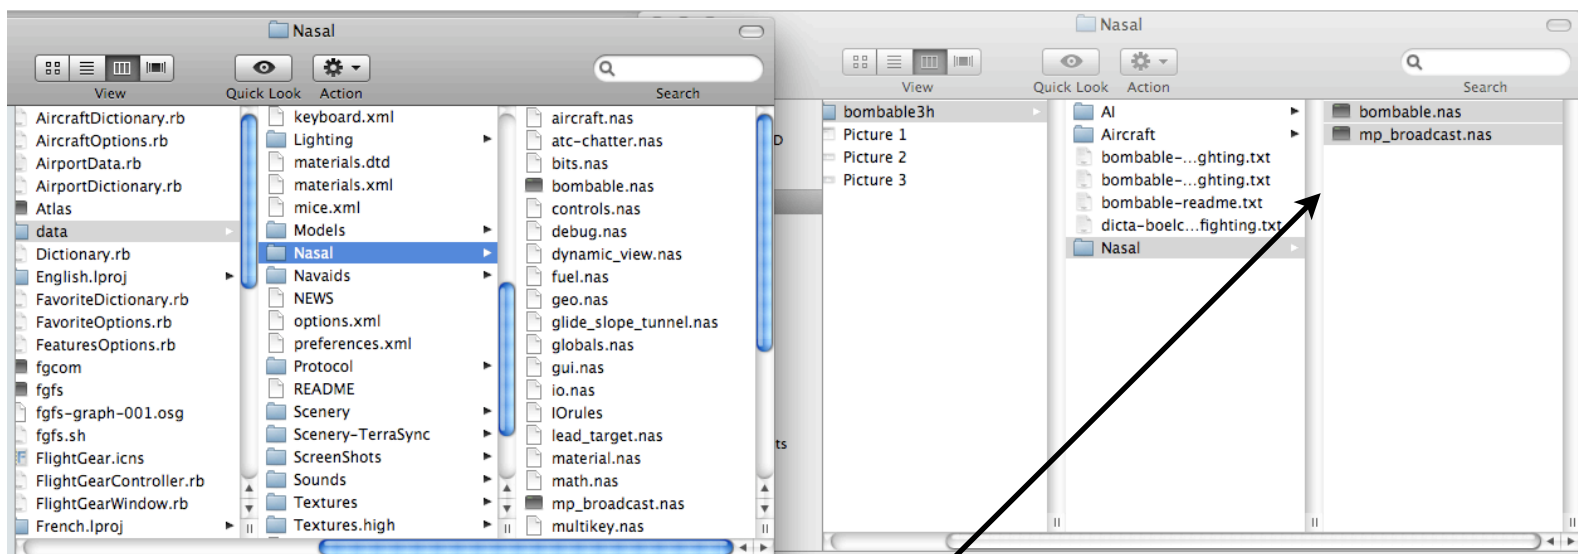 Nasal
View
Quick Look
Action
Search
AircraftDictionary.rb
AircraftOptions.rb
AirportData.rb
AirportDictionary.rb
Atlas
data
Dictionary.rb
English.lproj
FavoriteDictionary.rb
FavoriteOptions.rb
FeaturesOptions.rb
fgcom
fgfs
fgfs-graph-001.osg
fgfs.sh
FlightGear.icns
FlightGearController.rb
FlightGearWindow.rb
French.lproj
keyboard.xml
Lighting
materials.dtd
materials.xml
mice.xml
Models
Nasal
Navaids
NEWS
options.xml
preferences.xml
Protocol
README
Scenery
Scenery-TerraSync
ScreenShots
Sounds
Textures
Textures.high
aircraft.nas
atc-chatter.nas
bits.nas
bombable.nas
controls.nas
debug.nas
dynamic_view.nas
fuel.nas
geo.nas
glide_slope_tunnel.nas
globals.nas
gui.nas
io.nas
IOrules
lead_target.nas
material.nas
math.nas
mp_broadcast.nas
multikey.nas
Nasal
View
Quick Look
Action
Search
D
ts
bombable3h
Picture 1
Picture 2
Picture 3
AI
Aircraft
bombable-...ghting.txt
bombable-...ghting.txt
bombable-readme.txt
dicta-boelc...fighting.txt
Nasal
bombable.nas
mp_broadcast.nas